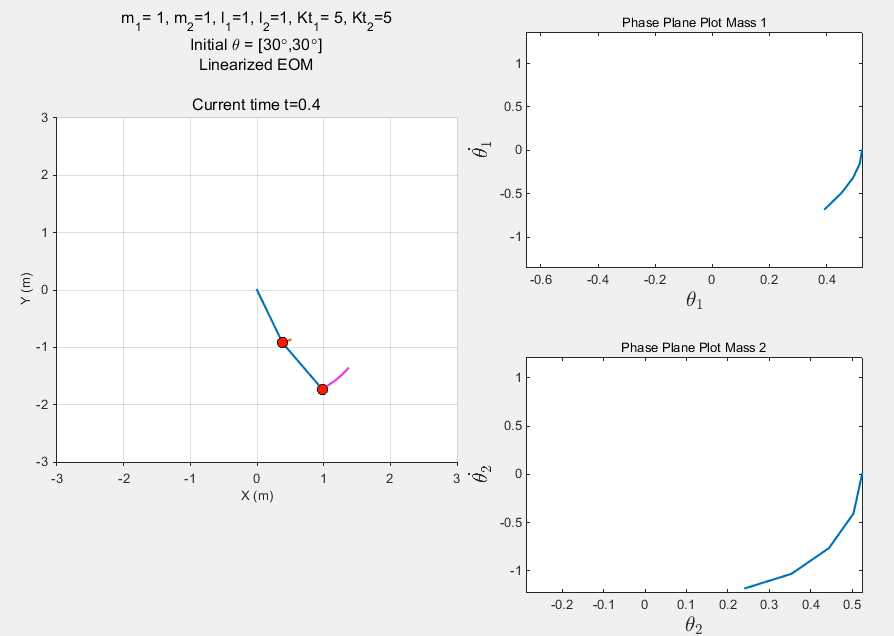 m1= 1, m2=1, l1=1, l2=1, Kt1= 5, Kt2=5
Initial θ = [30°,30°]
Linearized EOM
Current time t=0.4
3
2
1
0
-1
-2
-3
Y (m)
-3 -2 -1 0 1 2 3
X (m)
Phase Plane Plot Mass 1
1
0.5
0
-0.5
-1
θ̇1
-0.6 -0.4 -0.2 0 0.2 0.4
θ1
Phase Plane Plot Mass 2
1
0.5
0
-0.5
-1
θ̇2
-0.2 -0.1 0 0.1 0.2 0.3 0.4 0.5
θ2